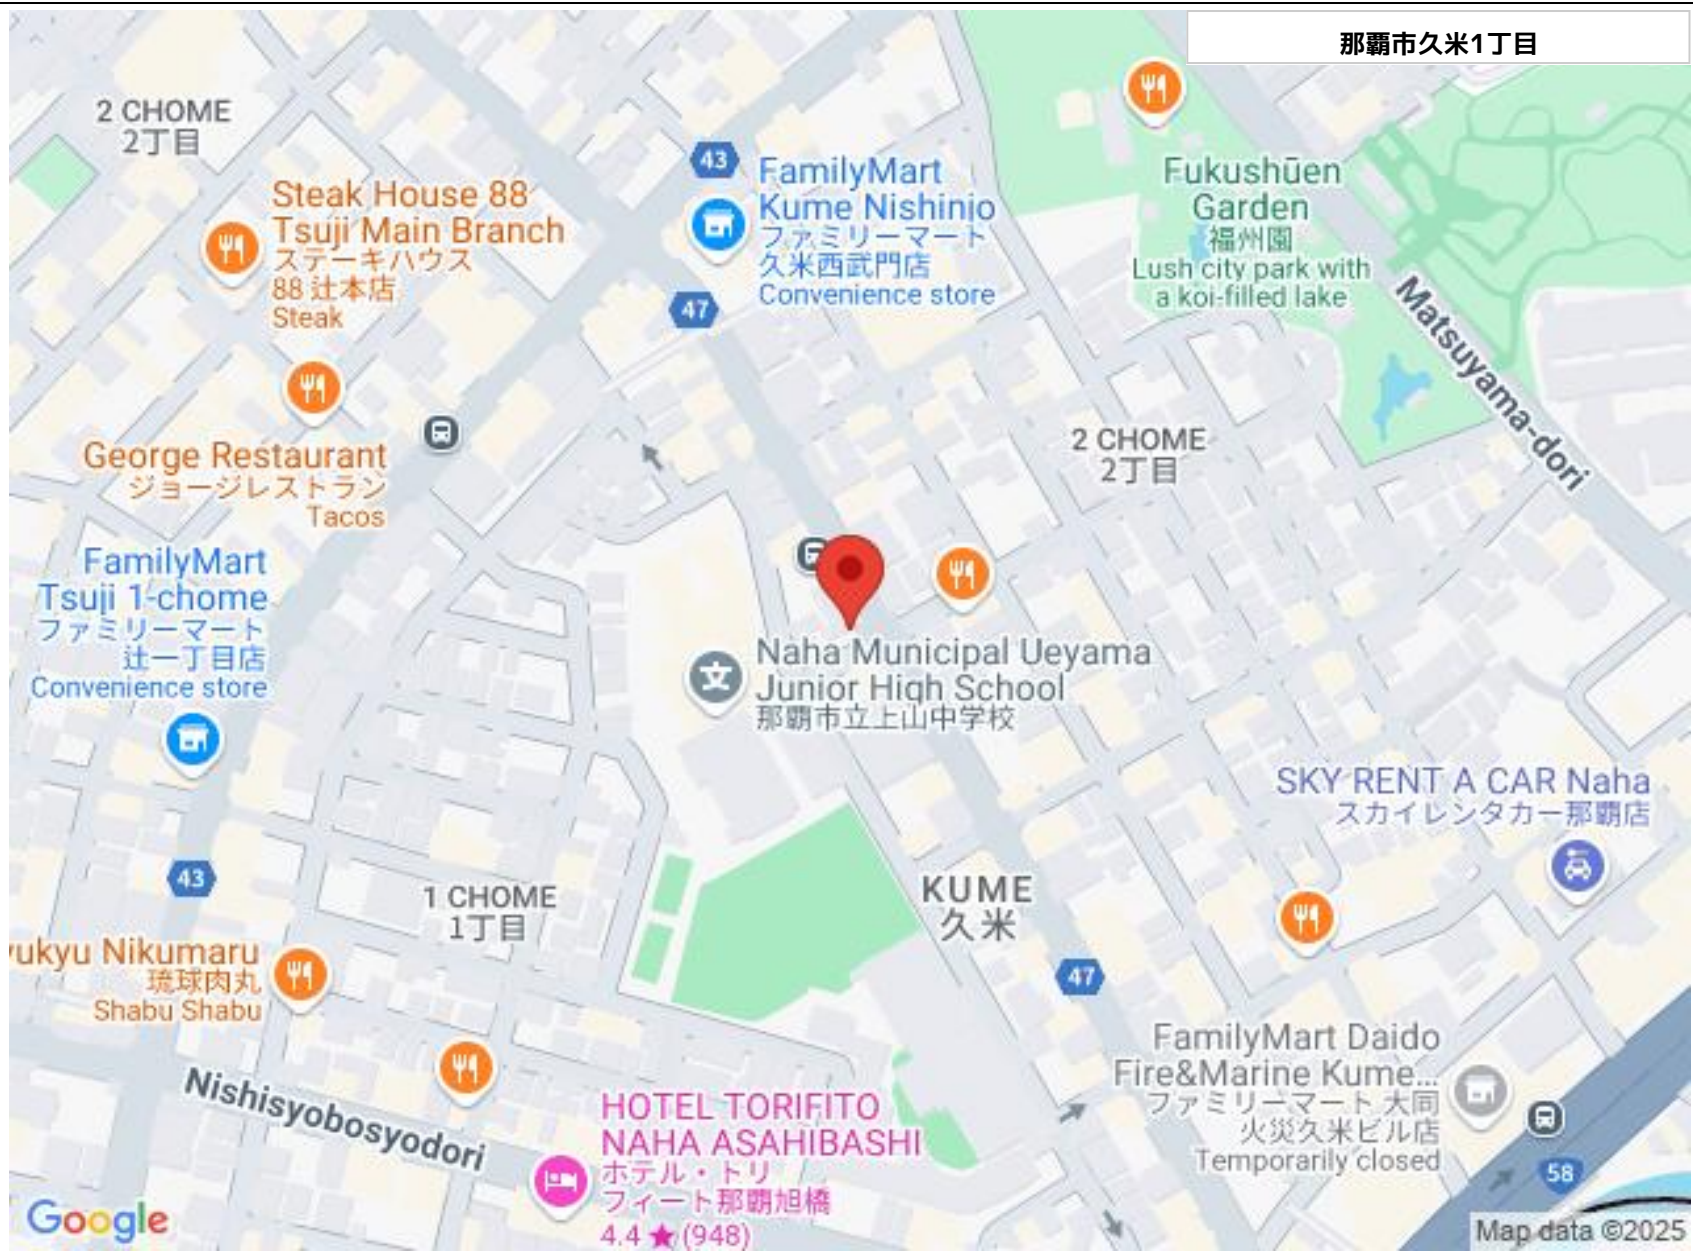 那覇市久米1丁目
2 CHOME
2丁目
43
FamilyMart
Kume Nishinjo
ファミリーマート
久米西武門店
Convenience store
Steak House 88
Tsuji Main Branch
ステーキハウス
88 辻本店
Steak
Fukushūen
Garden
福州園
Lush city park with
a koi-filled lake
47
Matsuyama-dori
George Restaurant
ジョージレストラン
Tacos
2 CHOME
2丁目
FamilyMart
Tsuji 1-chome
ファミリーマート
辻一丁目店
Convenience store
Naha Municipal Ueyama
Junior High School
那覇市立上山中学校
SKY RENT A CAR Naha
スカイレンタカー那覇店
43
1 CHOME
1丁目
KUME
久米
yukyu Nikumaru
琉球肉丸
Shabu Shabu
47
FamilyMart Daido
Fire&Marine Kume...
ファミリーマート 大同
火災久米ビル店
Temporarily closed
Nishisyobosyodori
HOTEL TORIFITO
NAHA ASAHIBASHI
ホテル・トリ
フィート那覇旭橋
4.4 ★ (948)
58
Google
Map data ©2025